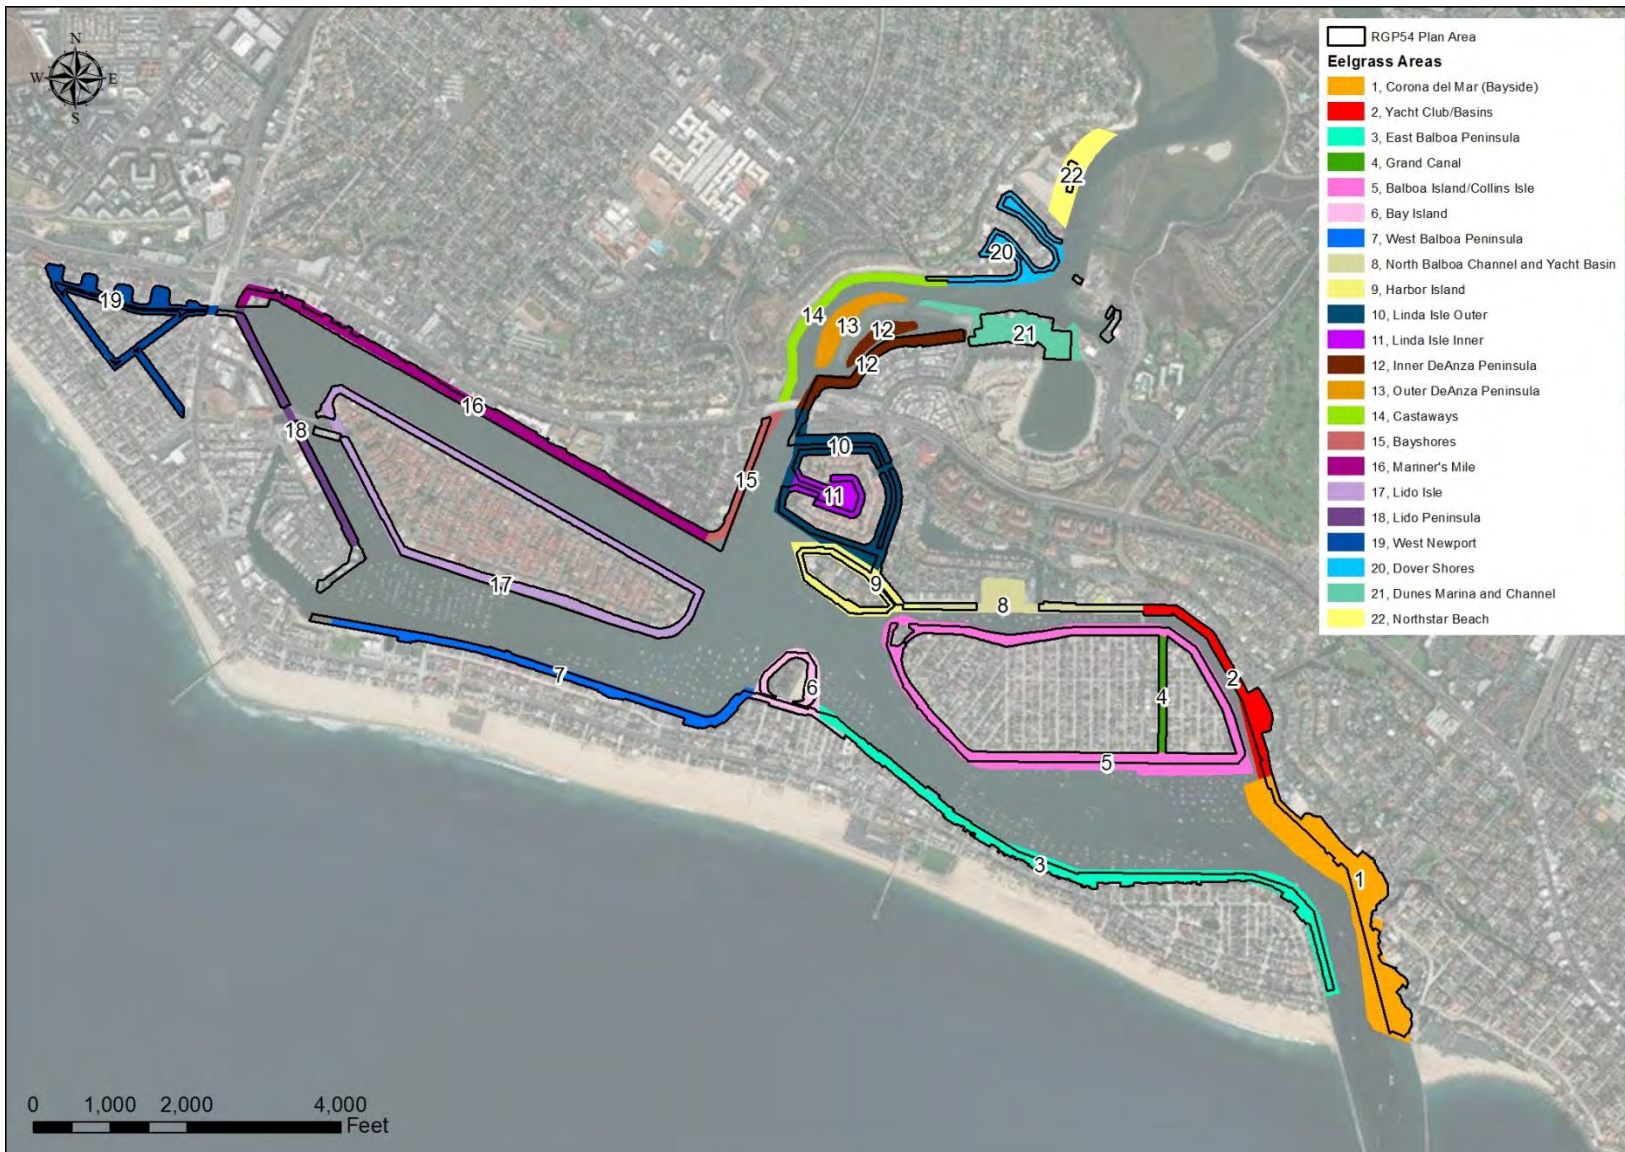 N
W E
S
RGP54 Plan Area
Eelgrass Areas
1, Corona del Mar (Bayside)
2, Yacht Club/Basins
3, East Balboa Peninsula
4, Grand Canal
5, Balboa Island/Collins Isle
6, Bay Island
7, West Balboa Peninsula
8, North Balboa Channel and Yacht Basin
9, Harbor Island
10, Linda Isle Outer
11, Linda Isle Inner
12, Inner DeAnza Peninsula
13, Outer DeAnza Peninsula
14, Castaways
15, Bayshores
16, Mariner's Mile
17, Lido Isle
18, Lido Peninsula
19, West Newport
20, Dover Shores
21, Dunes Marina and Channel
22, Northstar Beach
22
20
19
14
13
12
21
12
16
18
10
15
11
17
9
8
7
6
2
4
5
3
1
0 1,000 2,000 4,000
Feet